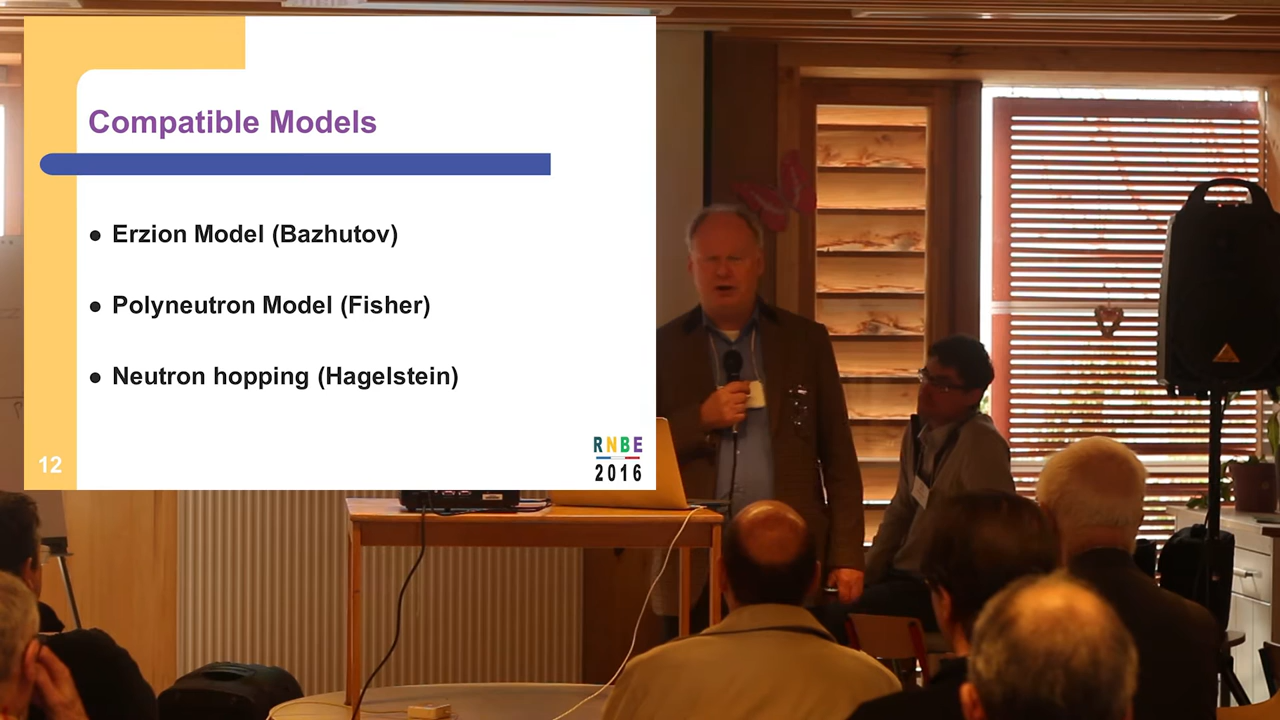 Compatible Models
● Erzion Model (Bazhutov)
● Polyneutron Model (Fisher)
● Neutron hopping (Hagelstein)
12
RNBE
2016